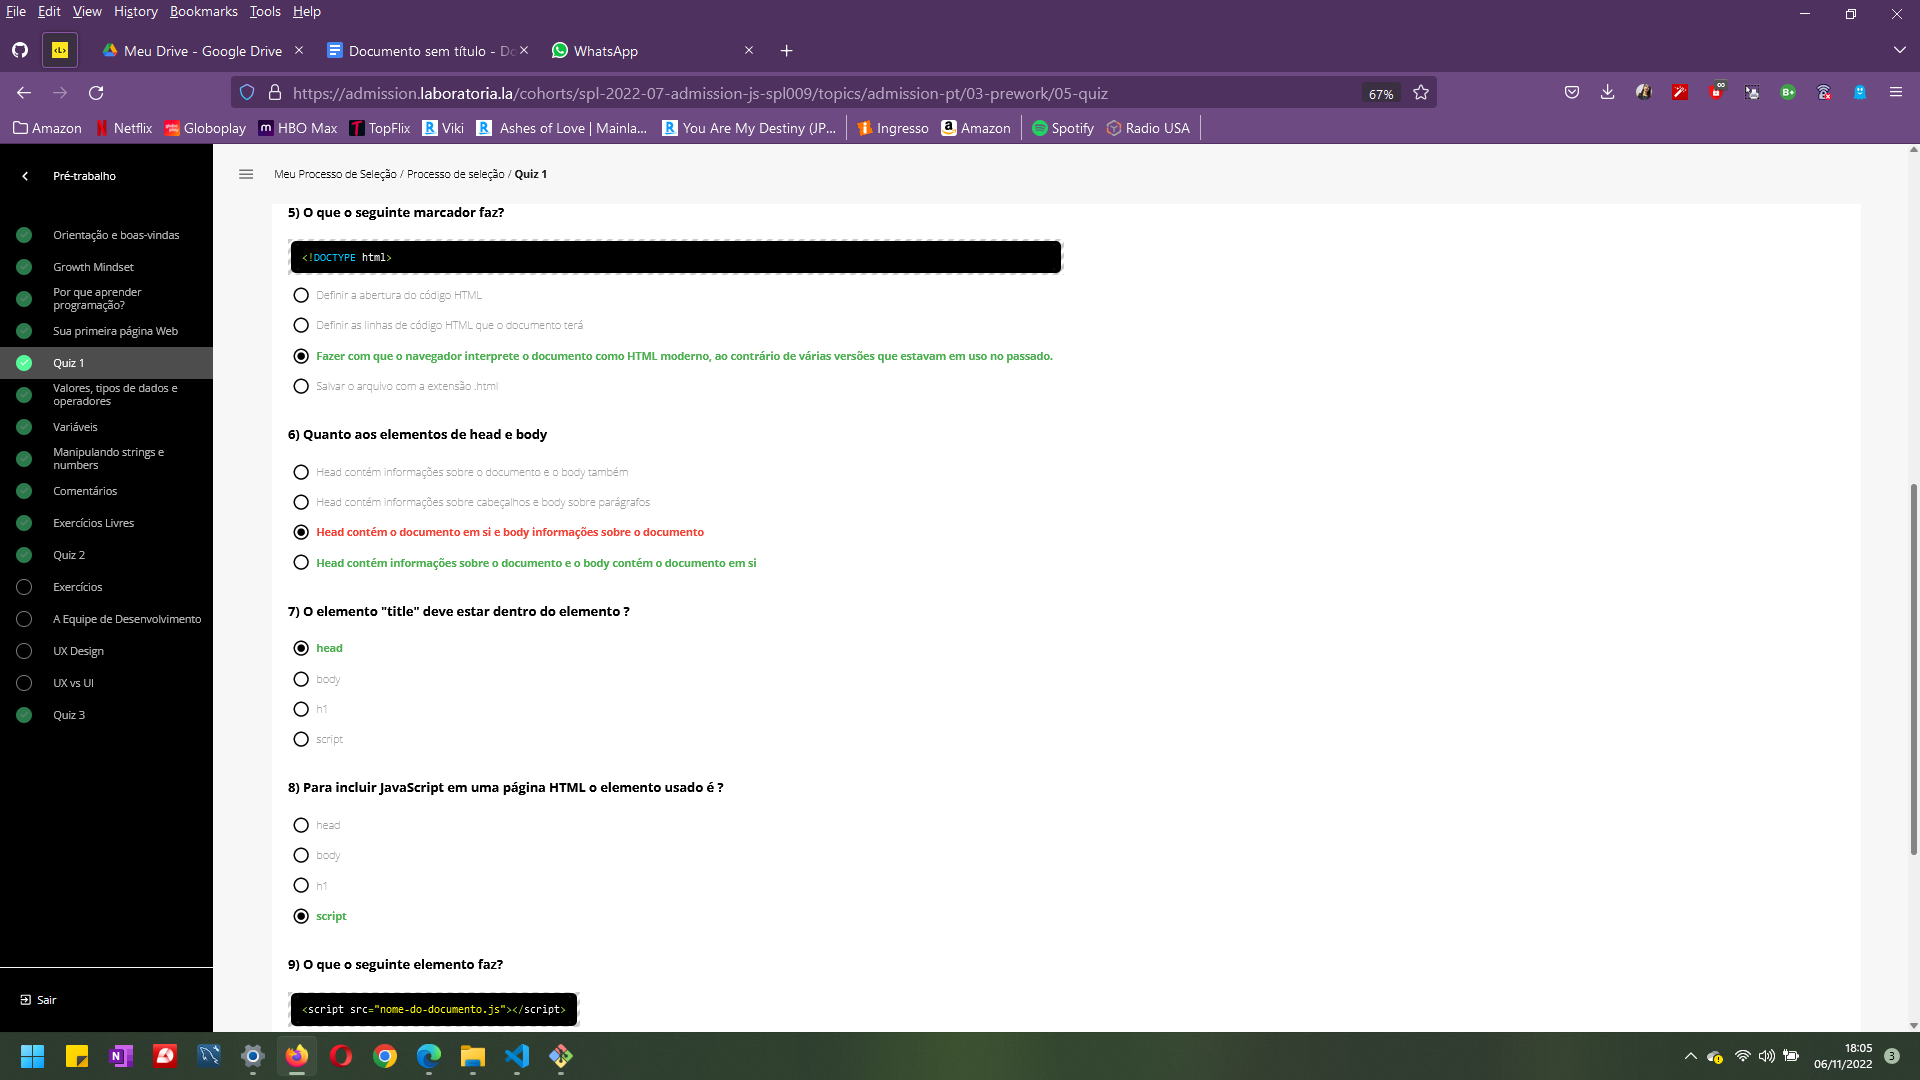 File Edit View History Bookmarks Tools Help
Meu Drive - Google Drive
Documento sem título - Do
WhatsApp
https://admission.laboratoria.la/cohorts/spl-2022-07-admission-js-spl009/topics/admission-pt/03-prework/05-quiz
67%
Amazon Netflix Globoplay HBO Max TopFlix Viki Ashes of Love | Mainla... You Are My Destiny (JP... Ingresso Amazon Spotify Radio USA
Pré-trabalho
Orientação e boas-vindas
Growth Mindset
Por que aprender
programação?
Sua primeira página Web
Quiz 1
Valores, tipos de dados e
operadores
Variáveis
Manipulando strings e
numbers
Comentários
Exercícios Livres
Quiz 2
Exercícios
A Equipe de Desenvolvimento
UX Design
UX vs UI
Quiz 3
Sair
Meu Processo de Seleção / Processo de seleção / Quiz 1
5) O que o seguinte marcador faz?
<!DOCTYPE html>
Definir a abertura do código HTML
Definir as linhas de código HTML que o documento terá
Fazer com que o navegador interprete o documento como HTML moderno, ao contrário de várias versões que estavam em uso no passado.
Salvar o arquivo com a extensão .html
6) Quanto aos elementos de head e body
Head contém informações sobre o documento e o body também
Head contém informações sobre cabeçalhos e body sobre parágrafos
Head contém o documento em si e body informações sobre o documento
Head contém informações sobre o documento e o body contém o documento em si
7) O elemento "title" deve estar dentro do elemento ?
head
body
h1
script
8) Para incluir JavaScript em uma página HTML o elemento usado é ?
head
body
h1
script
9) O que o seguinte elemento faz?
<script src="nome-do-documento.js"></script>
18:05
06/11/2022
3